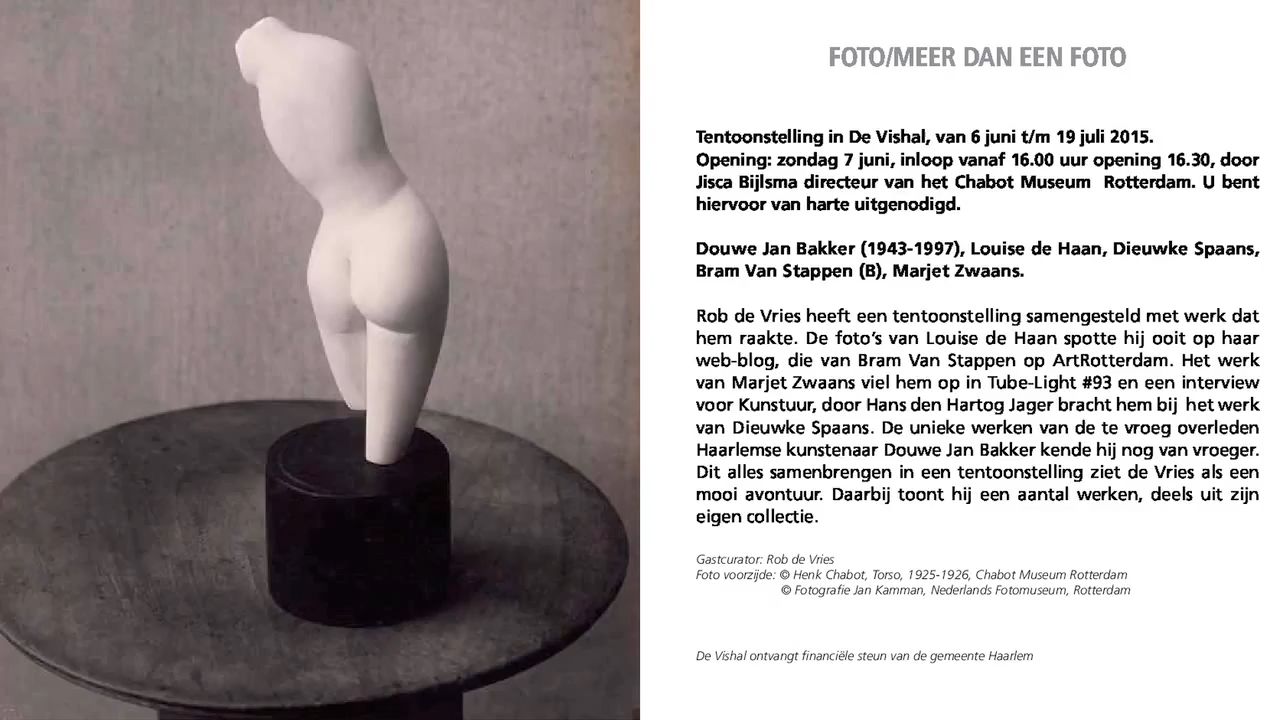 FOTO/MEER DAN EEN FOTO
Tentoonstelling in De Vishal, van 6 juni t/m 19 juli 2015.
Opening: zondag 7 juni, inloop vanaf 16.00 uur opening 16.30, door
Jisca Bijlsma directeur van het Chabot Museum Rotterdam. U bent
hiervoor van harte uitgenodigd.
Douwe Jan Bakker (1943-1997), Louise de Haan, Dieuwke Spaans,
Bram Van Stappen (B), Marjet Zwaans.
Rob de Vries heeft een tentoonstelling samengesteld met werk dat
hem raakte. De foto's van Louise de Haan spotte hij ooit op haar
web-blog, die van Bram Van Stappen op ArtRotterdam. Het werk
van Marjet Zwaans viel hem op in Tube-Light #93 en een interview
voor Kunstuur, door Hans den Hartog Jager bracht hem bij het werk
van Dieuwke Spaans. De unieke werken van de te vroeg overleden
Haarlemse kunstenaar Douwe Jan Bakker kende hij nog van vroeger.
Dit alles samenbrengen in een tentoonstelling ziet de Vries als een
mooi avontuur. Daarbij toont hij een aantal werken, deels uit zijn
eigen collectie.
Gastcurator: Rob de Vries
Foto voorzijde: © Henk Chabot, Torso, 1925-1926, Chabot Museum Rotterdam
© Fotografie Jan Kamman, Nederlands Fotomuseum, Rotterdam
De Vishal ontvangt financiële steun van de gemeente Haarlem